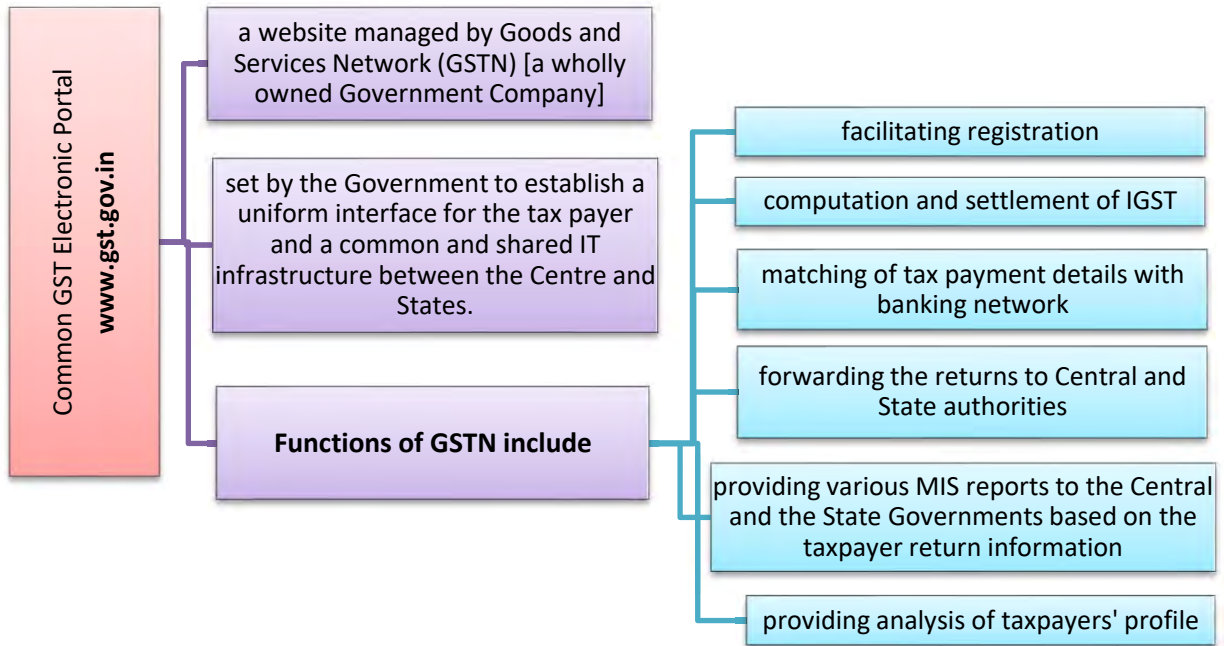 Common GST Electronic Portal
www.gst.gov.in
a website managed by Goods and
Services Network (GSTN) [a wholly
owned Government Company]
set by the Government to establish a
uniform interface for the tax payer
and a common and shared IT
infrastructure between the Centre and
States.
Functions of GSTN include
facilitating registration
computation and settlement of IGST
matching of tax payment details with
banking network
forwarding the returns to Central and
State authorities
providing various MIS reports to the Central
and the State Governments based on the
taxpayer return information
providing analysis of taxpayers' profile